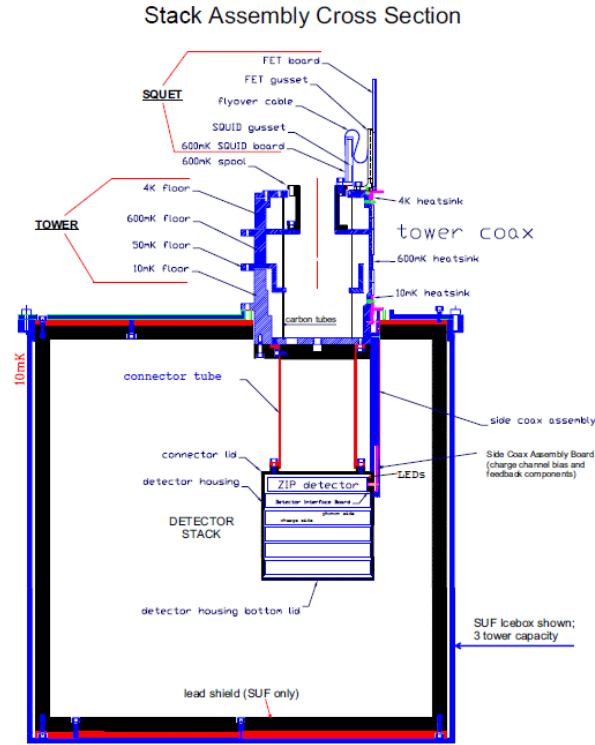 Stack Assembly Cross Section
FET board
FET gusset
SQUET
flyover cable
SQUID gusset
600mK SQUID board
600mK spool
4K floor
4K heatsink
TOWER
600mK floor
tower coax
50mK floor
600mK heatsink
10mK floor
10mK heatsink
carbon tubes
10mK
connector tube
side coax assembly
connector lid
Side Coax Assembly Board
(charge channel bias and
feedback components)
LEDs
detector housing
ZIP detector
Detector Interface Board
phonon side
charge side
DETECTOR
STACK
detector housing bottom lid
SUF Icebox shown;
3 tower capacity
lead shield (SUF only)